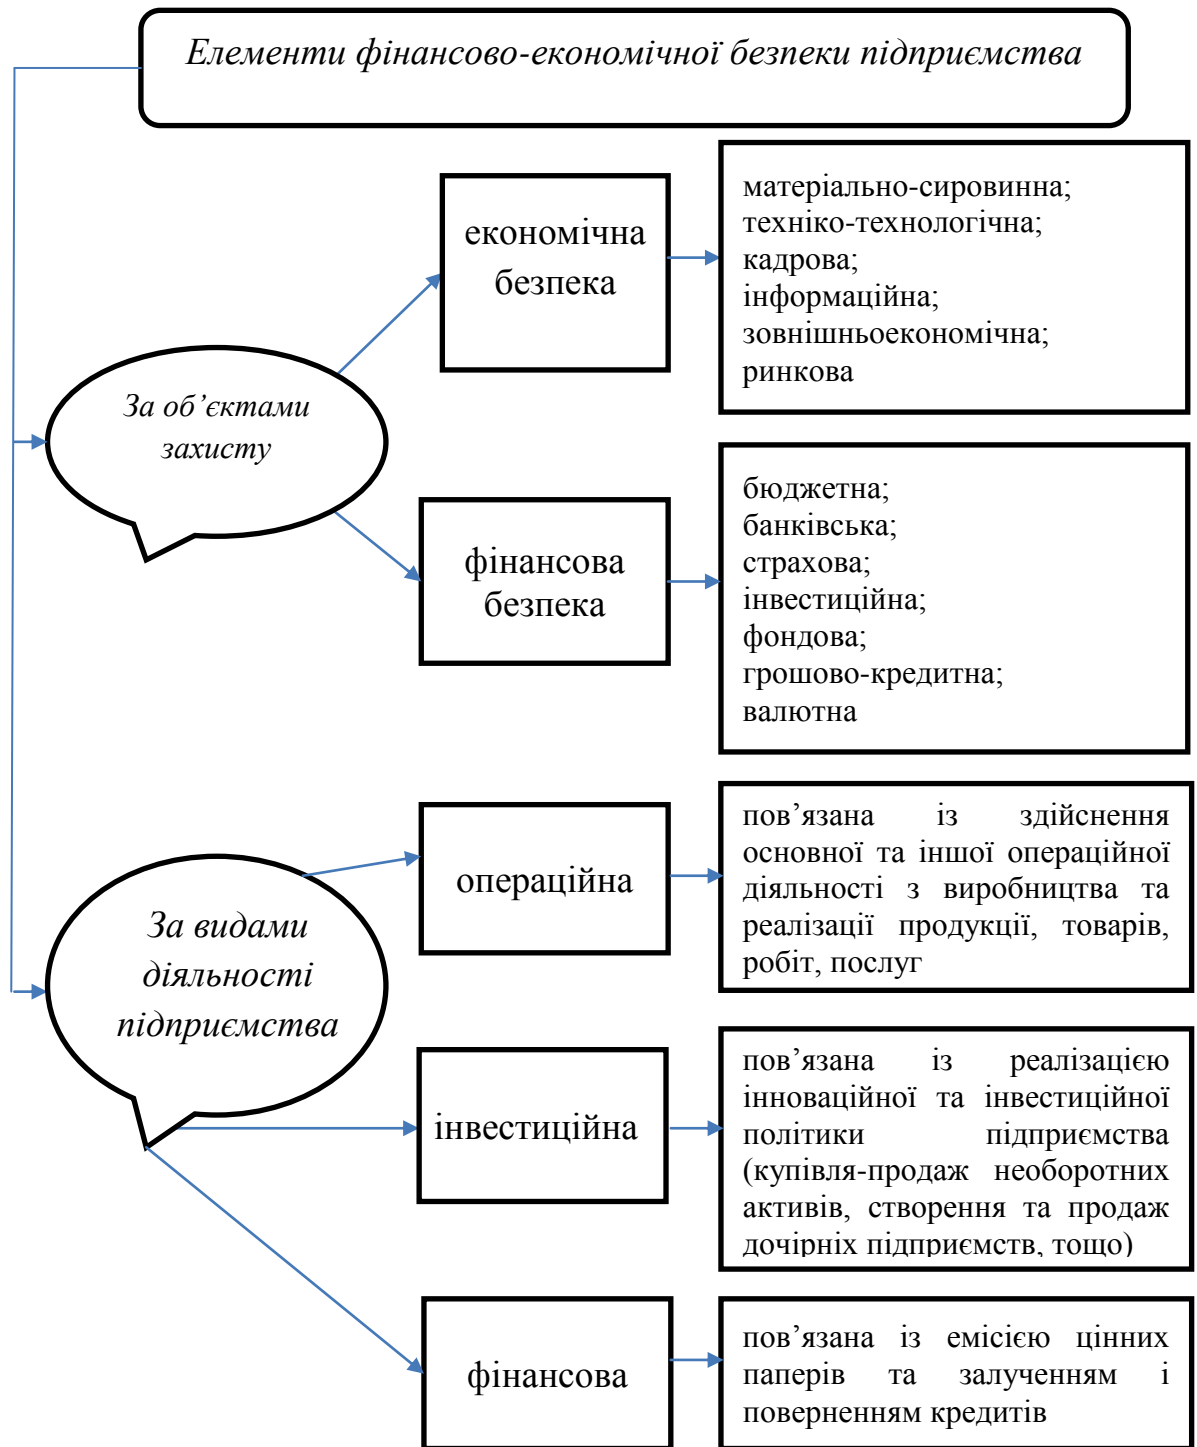 Елементи фінансово-економічної безпеки підприємства
За об’єктами
захисту
економічна
безпека
матеріально-сировинна;
техніко-технологічна;
кадрова;
інформаційна;
зовнішньоекономічна;
ринкова
фінансова
безпека
бюджетна;
банківська;
страхова;
інвестиційна;
фондова;
грошово-кредитна;
валютна
За видами
діяльності
підприємства
операційна
пов’язана із здійснення
основної та іншої операційної
діяльності з виробництва та
реалізації продукції, товарів,
робіт, послуг
інвестиційна
пов’язана із реалізацією
інноваційної та інвестиційної
політики підприємства
(купівля-продаж необоротних
активів, створення та продаж
дочірніх підприємств, тощо)
фінансова
пов’язана із емісією цінних
паперів та залученням і
поверненням кредитів